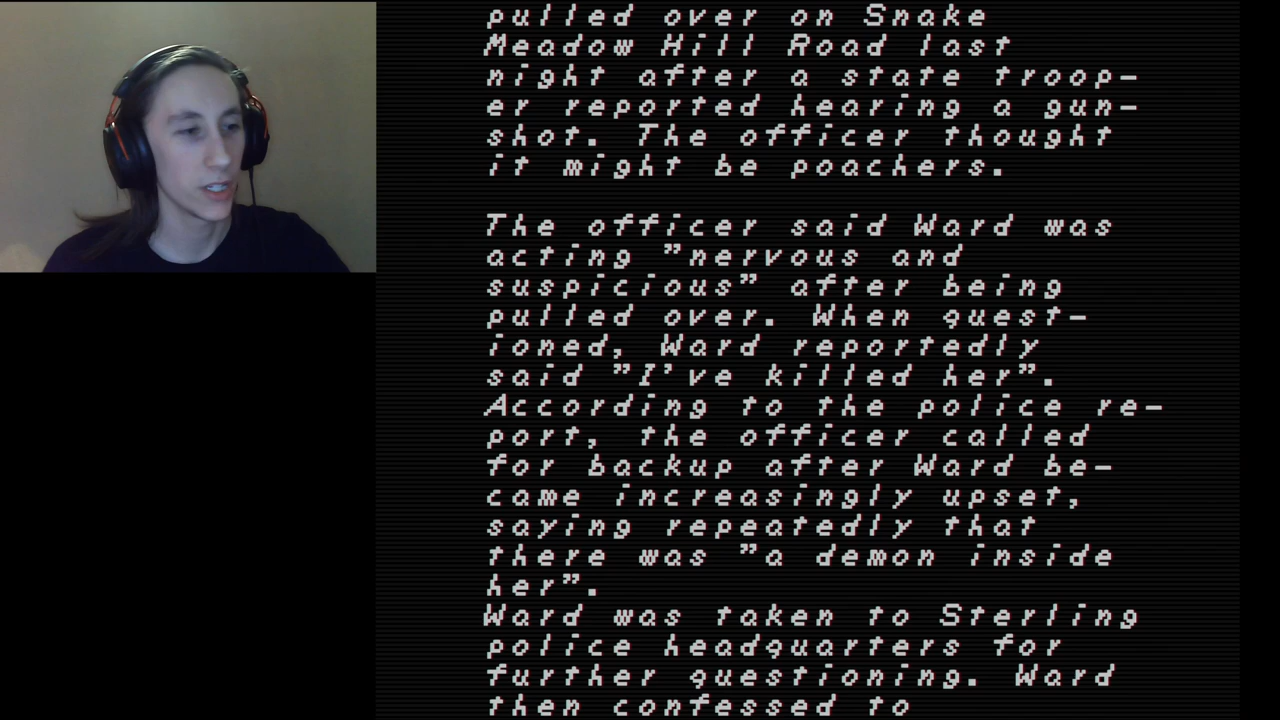 pulled over on Snake
Meadow Hill Road last
night after a state troop-
er reported hearing a gun-
shot. The officer thought
it might be poachers.
The officer said Ward was
acting "nervous and
suspicious" after being
pulled over. When quest-
ioned, Ward reportedly
said "I've killed her".
According to the police re-
port, the officer called
for backup after Ward be-
came increasingly upset,
saying repeatedly that
there was "a demon inside
her".
Ward was taken to Sterling
police headquarters for
further questioning. Ward
then confessed to